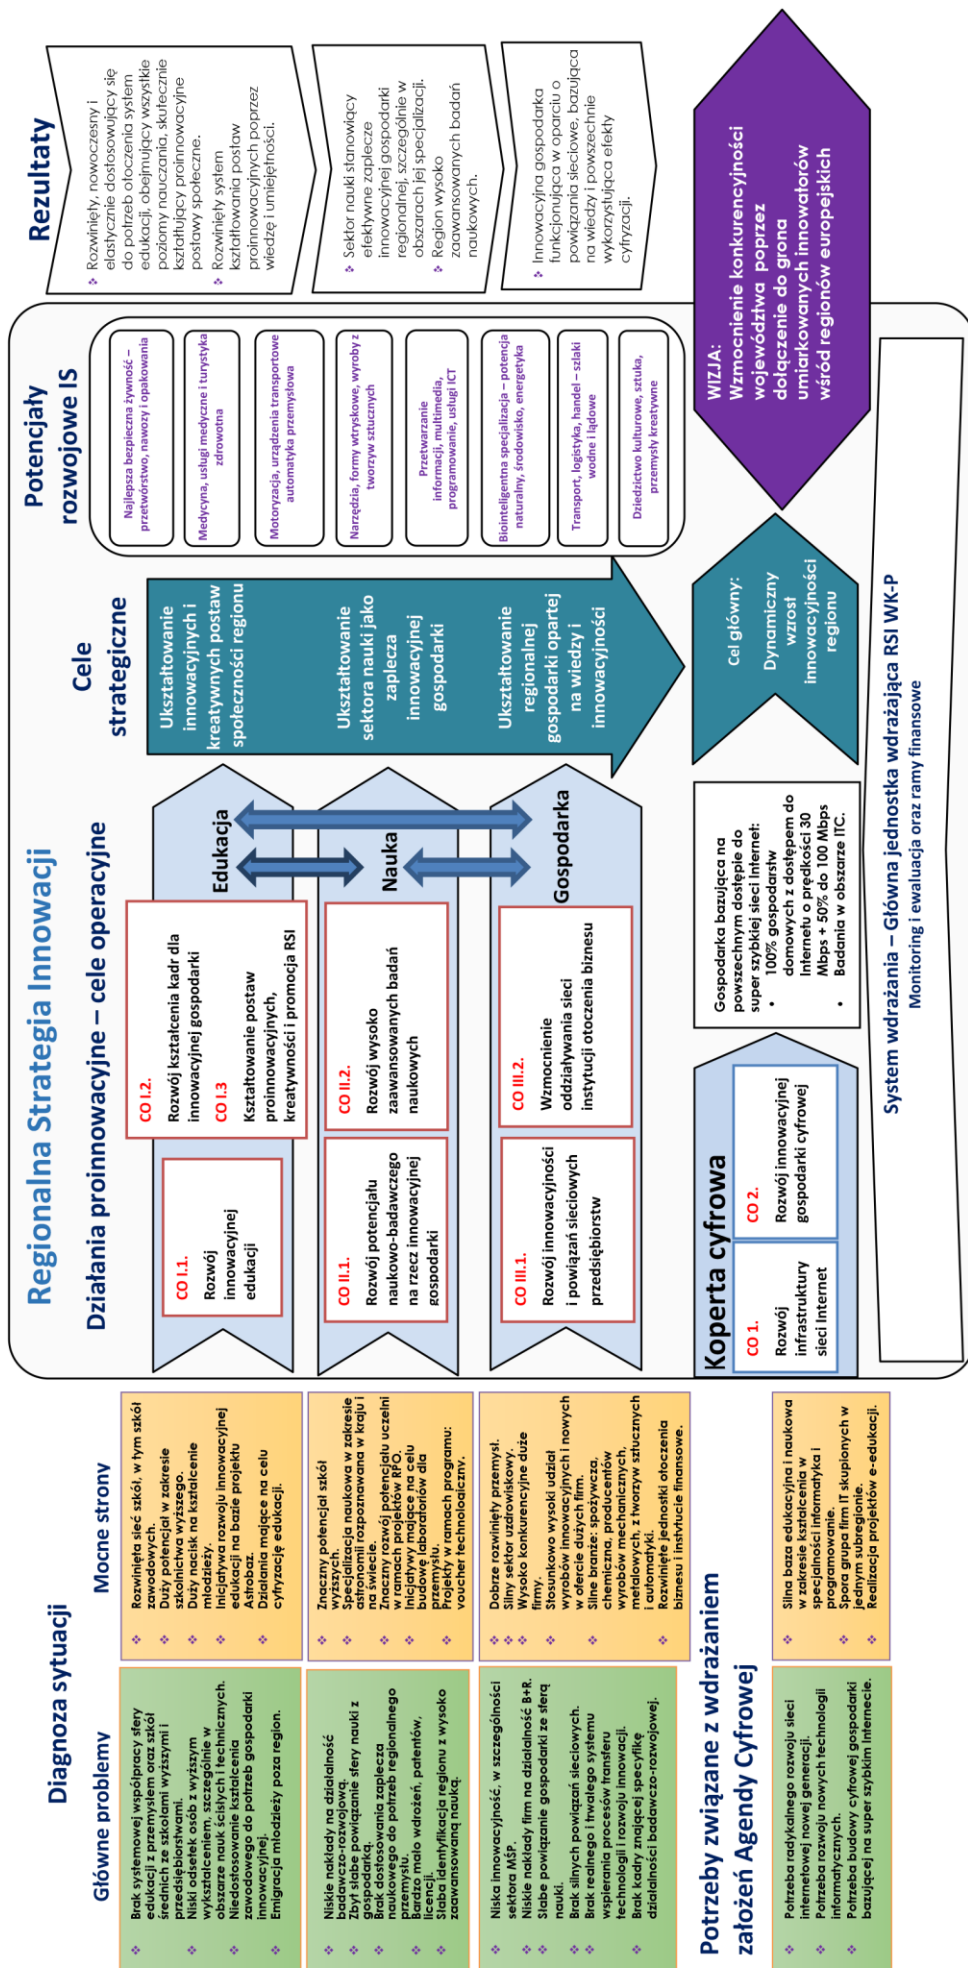 Diagnoza sytuacji
Główne problemy
Mocne strony
Brak systemowej współpracy sfery
edukacji z przemysłem oraz szkół
średnich ze szkołami wyższymi i
przedsiębiorstwami.
Niski odsetek osób z wyższym
wykształceniem, szczególnie w
obszarze nauk ścisłych i technicznych.
Niedostosowanie kształcenia
zawodowego do potrzeb gospodarki
innowacyjnej.
Emigracja młodzieży poza region.
Rozwinięta sieć szkół, w tym szkół
zawodowych.
Duży potencjał w zakresie
szkolnictwa wyższego.
Duży nacisk na kształcenie
młodzieży.
Inicjatywa rozwoju innowacyjnej
edukacji na bazie projektu
Astrobaza.
Działania mające na celu
cyfryzację edukacji.
Niskie nakłady na działalność
badawczo-rozwojową.
Zbyt słabe powiązanie sfery nauki z
gospodarką.
Brak dostosowania zaplecza
naukowego do potrzeb regionalnego
przemysłu.
Bardzo mało wdrożeń, patentów,
licencji.
Słaba identyfikacja regionu z wysoko
zaawansowaną nauką.
Znaczny potencjał szkół
wyższych.
Specjalizacja naukowa w zakresie
astronomii rozpoznawana w kraju i
na świecie.
Znaczny rozwój potencjału uczelni
w ramach projektów RPO.
Inicjatywy mające na celu
budowę laboratoriów dla
przemysłu.
Projekty w ramach programu:
voucher technologiczny.
Niska innowacyjność, w szczególności
sektora MŚP.
Niskie nakłady firm na działalność B+R.
Słabe powiązanie gospodarki ze sferą
nauki.
Brak silnych powiązań sieciowych.
Brak realnego i trwałego systemu
wspierania procesów transferu
technologii i rozwoju innowacji.
Brak kadry znającej specyfikę
działalności badawczo-rozwojowej.
Dobrze rozwinięty przemysł.
Silny sektor uzdrowiskowy.
Wysoko konkurencyjne duże
firmy.
Stosunkowo wysoki udział
wyrobów innowacyjnych i nowych
w ofercie dużych firm.
Silne branże: spożywcza,
chemiczna, producentów
wyrobów mechanicznych,
metalowych, z tworzyw sztucznych
i automatyki.
Rozwinięte jednostki otoczenia
biznesu i instytucje finansowe.
Potrzeby związane z wdrażaniem
założeń Agendy Cyfrowej
Potrzeba radykalnego rozwoju sieci
internetowej nowej generacji.
Potrzeba rozwoju nowych technologii
informatycznych.
Potrzeba budowy cyfrowej gospodarki
bazującej na super szybkim Internecie.
Silna baza edukacyjna i naukowa
w zakresie kształcenia w
specjalności informatyka i
programowanie.
Spora grupa firm IT skupionych w
jednym subregionie.
Realizacja projektów e-edukacji.
Regionalna Strategia Innowacji
Działania proinnowacyjne – cele operacyjne
CO I.1.
Rozwój
innowacyjnej
edukacji
CO I.2.
Rozwój kształcenia kadr dla
innowacyjnej gospodarki
CO I.3
Kształtowanie postaw
proinnowacyjnych,
kreatywności i promocja RSI
Edukacja
CO II.1.
Rozwój potencjału
naukowo-badawczego
na rzecz innowacyjnej
gospodarki
CO II.2.
Rozwój wysoko
zaawansowanych badań
naukowych
Nauka
CO III.1.
Rozwój innowacyjności
i powiązań sieciowych
przedsiębiorstw
CO III.2.
Wzmocnienie
oddziaływania sieci
instytucji otoczenia biznesu
Gospodarka
Koperta cyfrowa
CO 1.
Rozwój
infrastruktury
sieci Internet
CO 2.
Rozwój innowacyjnej
gospodarki cyfrowej
Gospodarka bazująca na
powszechnym dostępie do
super szybkiej sieci Internet:
• 100% gospodarstw
domowych z dostępem do
Internetu o prędkości 30
Mbps + 50% do 100 Mbps
• Badania w obszarze ITC.
Cele
strategiczne
Ukształtowanie
innowacyjnych i
kreatywnych postaw
społeczności regionu
Ukształtowanie
sektora nauki jako
zaplecza
innowacyjnej
gospodarki
Ukształtowanie
regionalnej
gospodarki opartej
na wiedzy i
innowacyjności
Cel główny:
Dynamiczny
wzrost
innowacyjności
regionu
Potencjały
rozwojowe IS
Najlepsza bezpieczna żywność –
przetwórstwo, nawozy i opakowania
Medycyna, usługi medyczne i turystyka
zdrowotna
Motoryzacja, urządzenia transportowe
automatyka przemysłowa
Narzędzia, formy wtryskowe, wyroby z
tworzyw sztucznych
Przetwarzanie
informacji, multimedia,
programowanie, usługi ICT
Biointeligentna specjalizacja – potencjał
naturalny, środowisko, energetyka
Transport, logistyka, handel – szlaki
wodne i lądowe
Dziedzictwo kulturowe, sztuka,
przemysły kreatywne
Rezultaty
Rozwinięty, nowoczesny i
elastycznie dostosowujący się
do potrzeb otoczenia system
edukacji, obejmujący wszystkie
poziomy nauczania, skutecznie
kształtujący proinnowacyjne
postawy społeczne.
Rozwinięty system
kształtowania postaw
proinnowacyjnych poprzez
wiedzę i umiejętności.
Sektor nauki stanowiący
efektywne zaplecze
innowacyjnej gospodarki
regionalnej, szczególnie w
obszarach jej specjalizacji.
Region wysoko
zaawansowanych badań
naukowych.
Innowacyjna gospodarka
funkcjonująca w oparciu o
powiązania sieciowe, bazująca
na wiedzy i powszechnie
wykorzystująca efekty
cyfryzacji.
WIZJA:
Wzmocnienie konkurencyjności
województwa poprzez
dołączenie do grona
umiarkowanych innowatorów
wśród regionów europejskich
System wdrażania – Główna jednostka wdrażająca RSI WK-P
Monitoring i ewaluacja oraz ramy finansowe